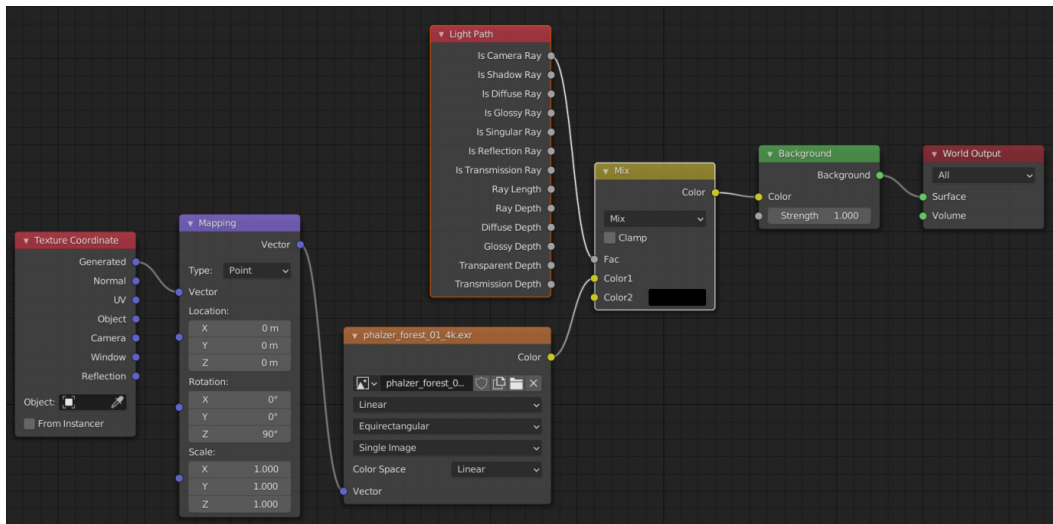 Texture Coordinate
Generated
Normal
UV
Object
Camera
Window
Reflection
Object:
From Instancer
Mapping
Vector
Type: Point
Vector
Location:
X 0 m
Y 0 m
Z 0 m
Rotation:
X 0°
Y 0°
Z 90°
Scale:
X 1.000
Y 1.000
Z 1.000
phalzer_forest_01_4k.exr
Color
phalzer_forest_0...
Linear
Equirectangular
Single Image
Color Space Linear
Vector
Light Path
Is Camera Ray
Is Shadow Ray
Is Diffuse Ray
Is Glossy Ray
Is Singular Ray
Is Reflection Ray
Is Transmission Ray
Ray Length
Ray Depth
Diffuse Depth
Glossy Depth
Transparent Depth
Transmission Depth
Mix
Color
Mix
Clamp
Fac
Color1
Color2
Background
Background
Color
Strength 1.000
World Output
All
Surface
Volume